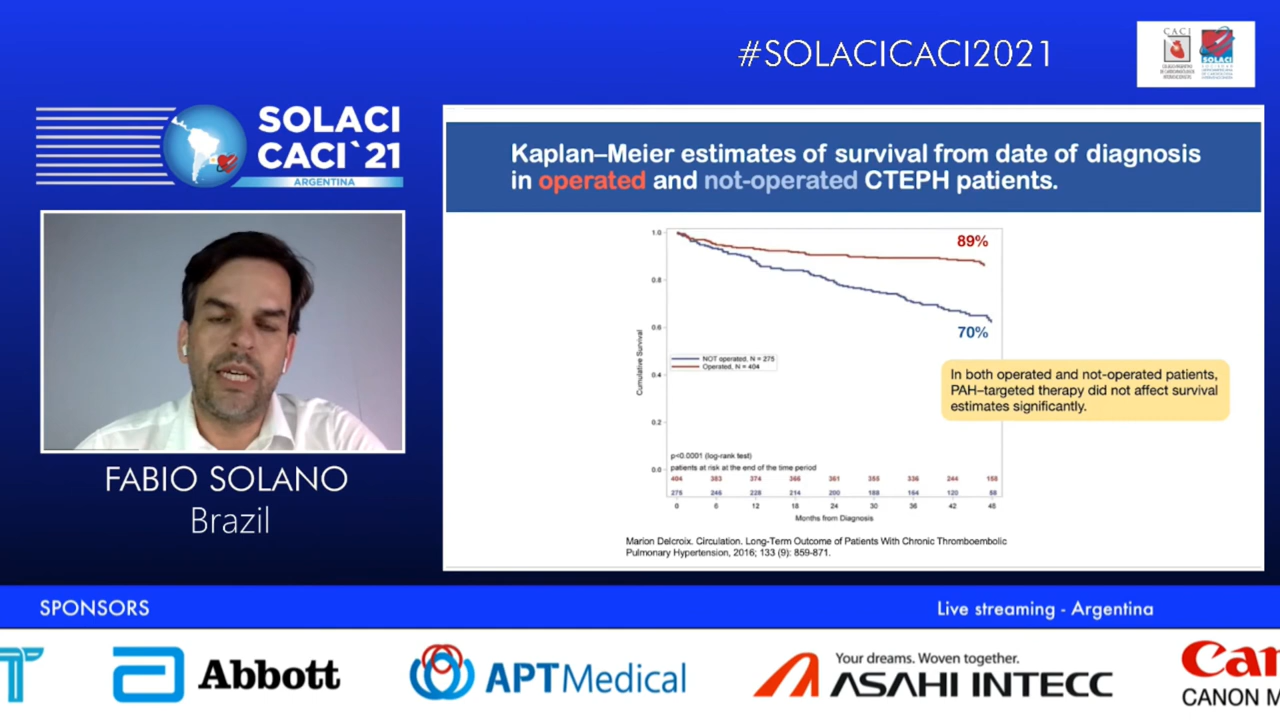 #SOLACICACI2021
CACI
SOLACI
SOLACI
CACI`21
ARGENTINA
FABIO SOLANO
Brazil
Kaplan–Meier estimates of survival from date of diagnosis
in operated and not-operated CTEPH patients.
1.0
0.8
0.6
0.4
0.2
0.0
Cumulative Survival
89%
70%
NOT operated, N = 275
Operated, N = 404
In both operated and not-operated patients,
PAH–targeted therapy did not affect survival
estimates significantly.
p<0.0001 (log-rank test)
patients at risk at the end of the time period
404 383 374 366 361 355 336 244 158
275 246 228 214 200 188 164 120 58
0 6 12 18 24 30 36 42 48
Months from Diagnosis
Marion Delcroix. Circulation. Long-Term Outcome of Patients With Chronic Thromboembolic
Pulmonary Hypertension, 2016; 133 (9): 859-871.
SPONSORS
Live streaming - Argentina
Abbott
APTMedical
Your dreams. Woven together.
ASAHI INTECC
Can
CANON M